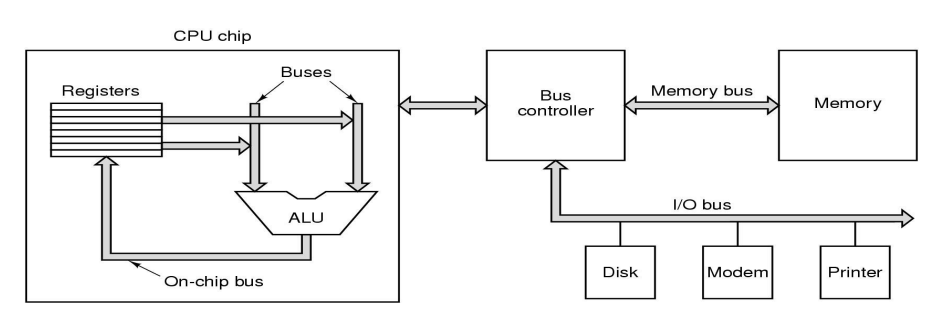 CPU chip
Buses
Registers
ALU
On-chip bus
Bus
controller
Memory bus
Memory
I/O bus
Disk
Modem
Printer